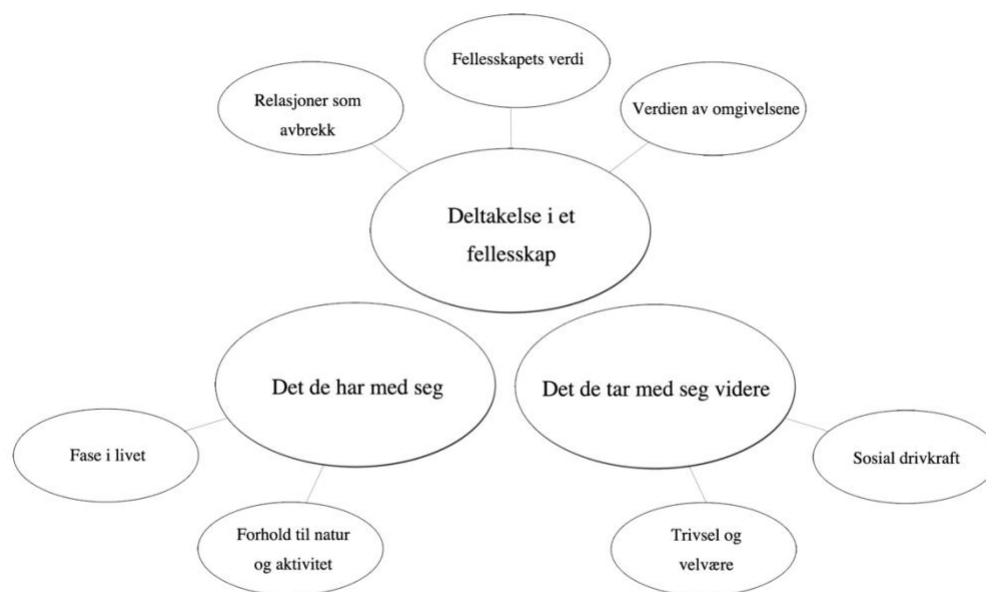 Fellesskapets verdi
Relasjoner som
avbrekk
Verdien av omgivelsene
Deltakelse i et
fellesskap
Det de har med seg
Det de tar med seg videre
Fase i livet
Sosial drivkraft
Forhold til natur
og aktivitet
Trivsel og
velvære